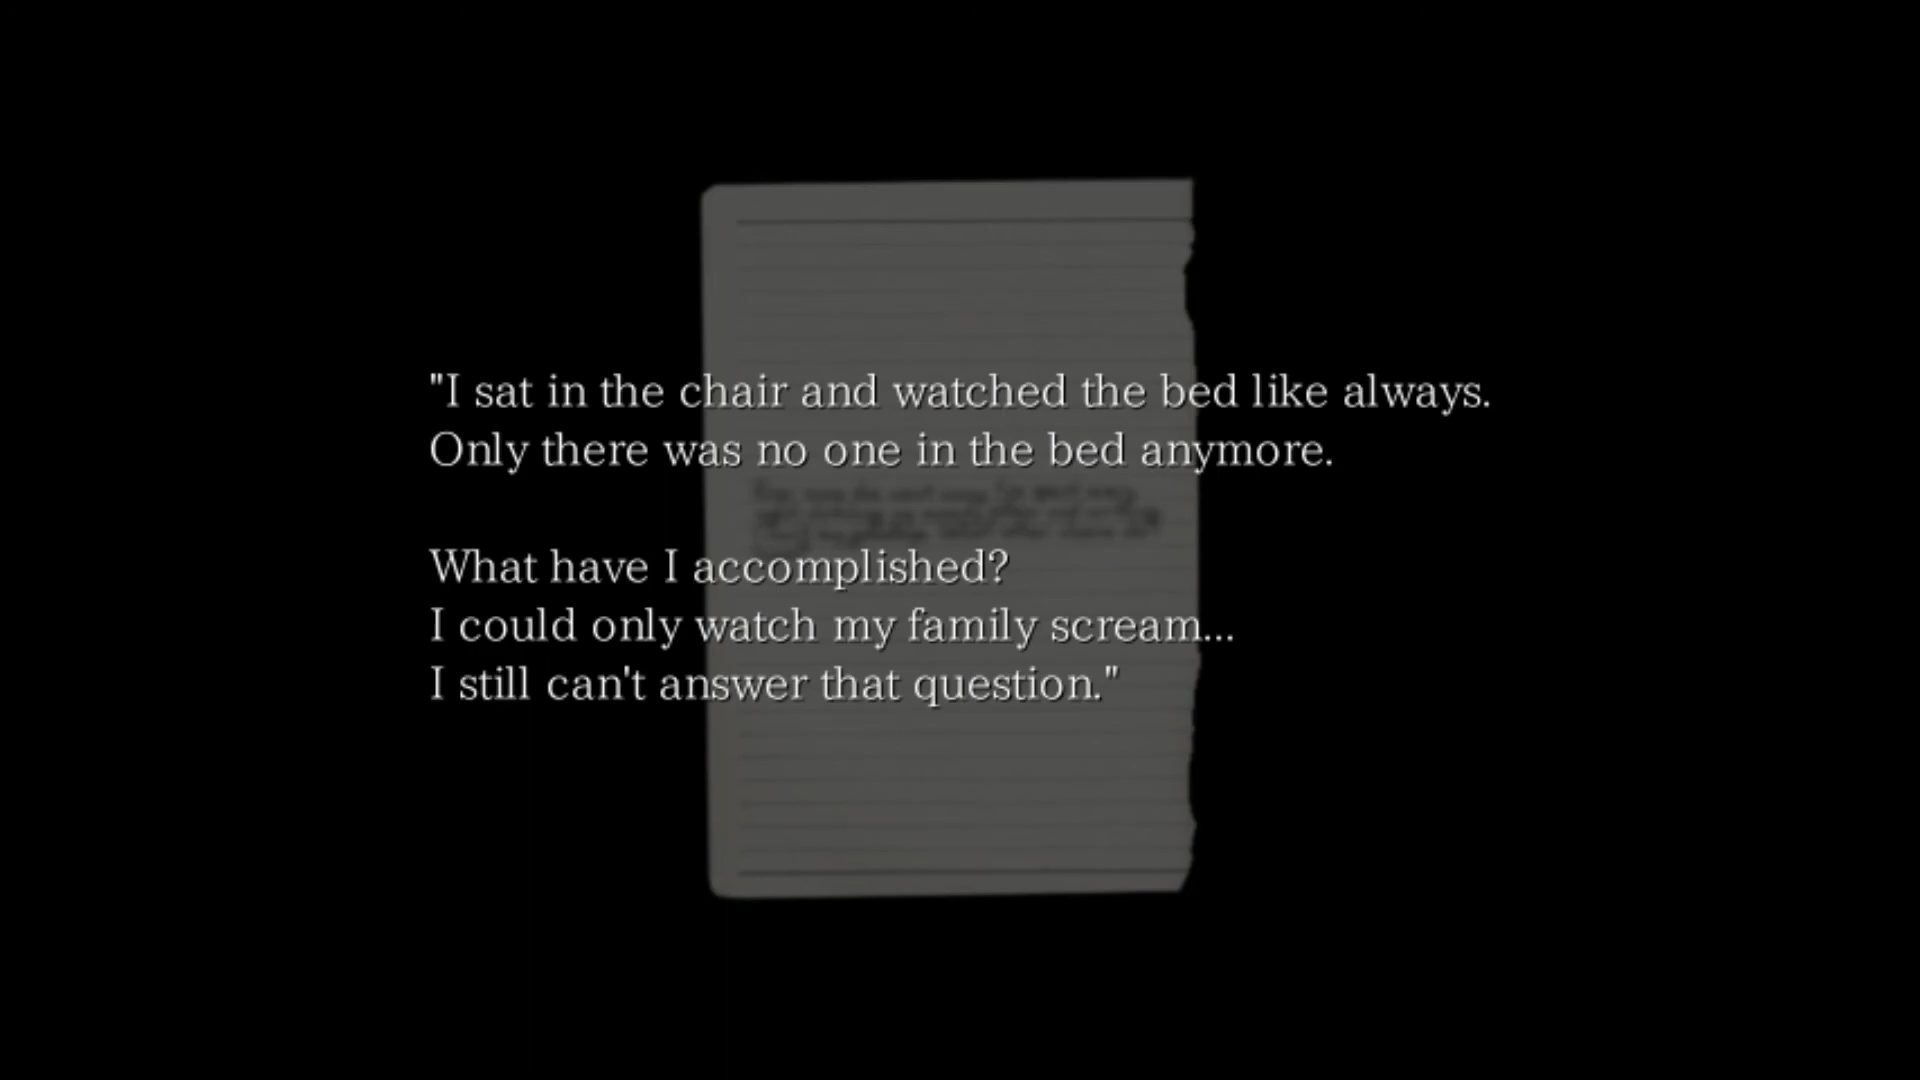 "I sat in the chair and watched the bed like always.
Only there was no one in the bed anymore.
What have I accomplished?
I could only watch my family scream...
I still can't answer that question."